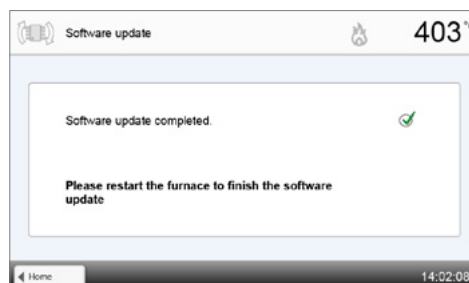 Software update
403°
Software update completed.
Please restart the furnace to finish the software
update
Home
14:02:08